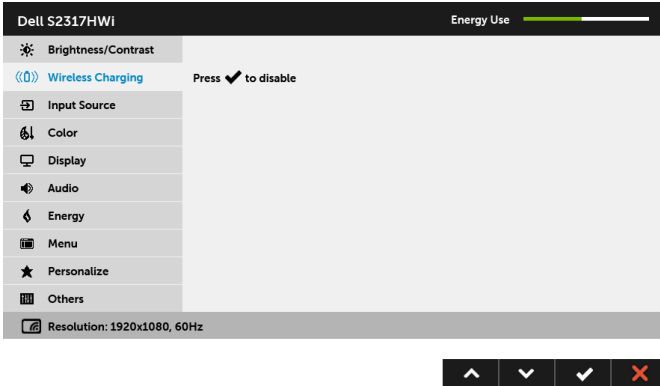 Dell S2317HWi
Energy Use
Brightness/Contrast
Wireless Charging
Press ✔ to disable
Input Source
Color
Display
Audio
Energy
Menu
Personalize
Others
Resolution: 1920x1080, 60Hz